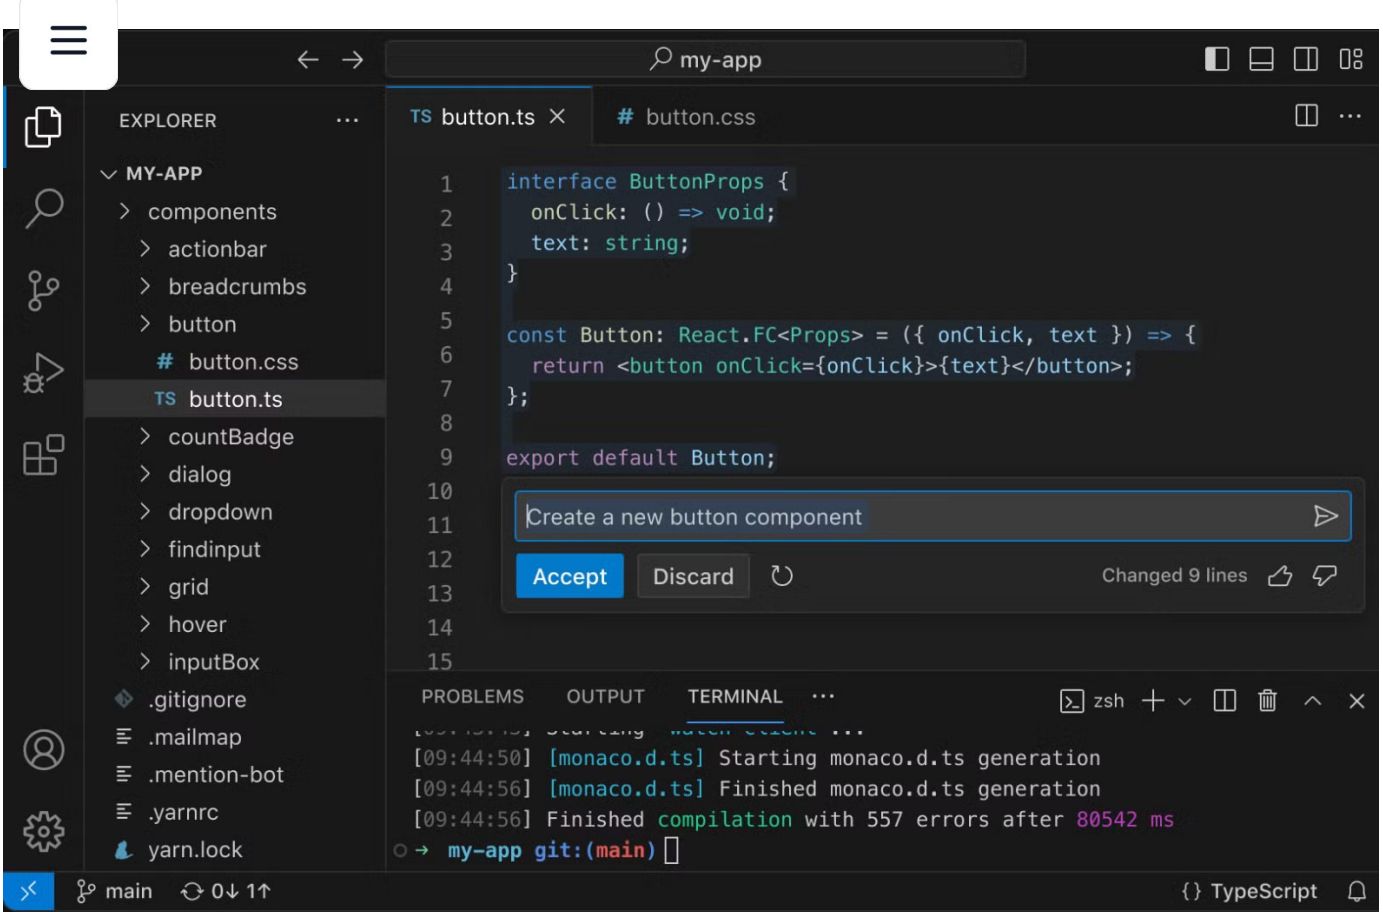 my-app
EXPLORER ...
TS button.ts
# button.css
...
MY-APP
components
actionbar
breadcrumbs
button
# button.css
TS button.ts
countBadge
dialog
dropdown
findinput
grid
hover
inputBox
.gitignore
.mailmap
.mention-bot
.yarnrc
yarn.lock
1 interface ButtonProps {
2 onClick: () => void;
3 text: string;
4 }
5
6 const Button: React.FC<Props> = ({ onClick, text }) => {
7 return <button onClick={onClick}>{text}</button>;
8 };
9
10 export default Button;
11
12
13
14
15
Create a new button component
Accept Discard Changed 9 lines
PROBLEMS OUTPUT TERMINAL ... zsh
[09:44:50] [monaco.d.ts] Starting monaco.d.ts generation
[09:44:56] [monaco.d.ts] Finished monaco.d.ts generation
[09:44:56] Finished compilation with 557 errors after 80542 ms
→ my-app git:(main)
main 0↓ 1↑ {} TypeScript